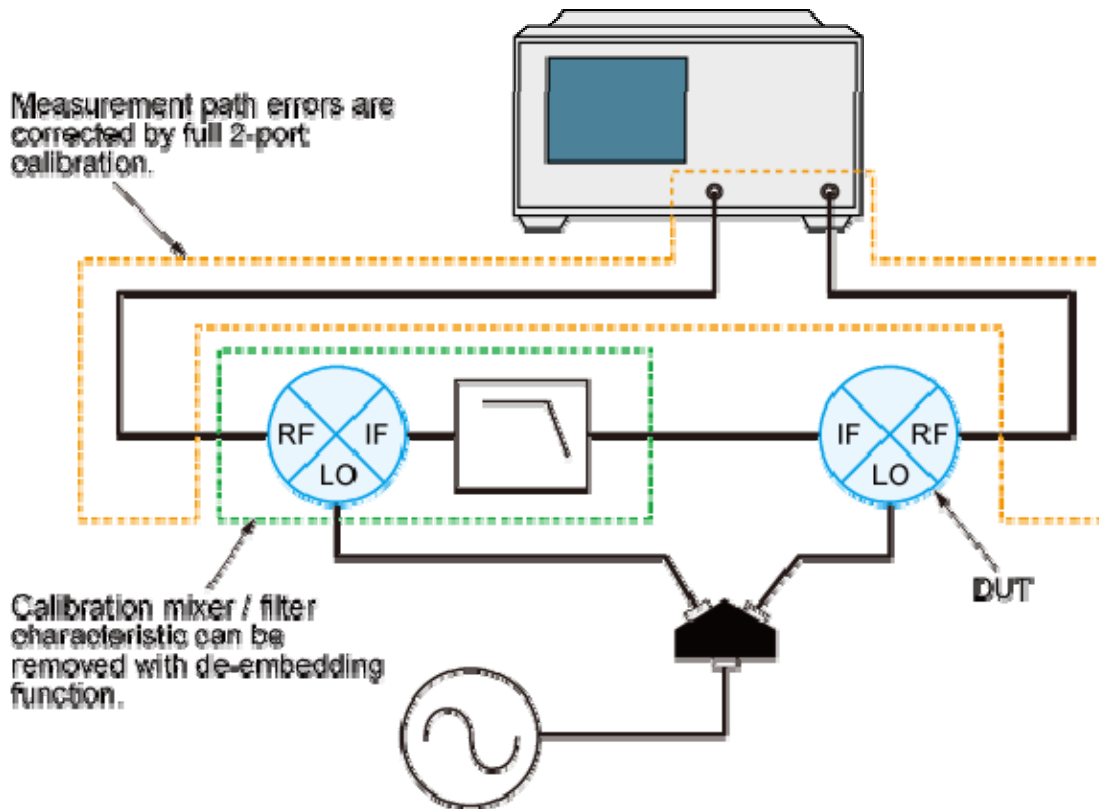 Measurement path errors are
corrected by full 2-port
calibration.
RF
IF
LO
IF
RF
LO
DUT
Calibration mixer / filter
characteristic can be
removed with de-embedding
function.